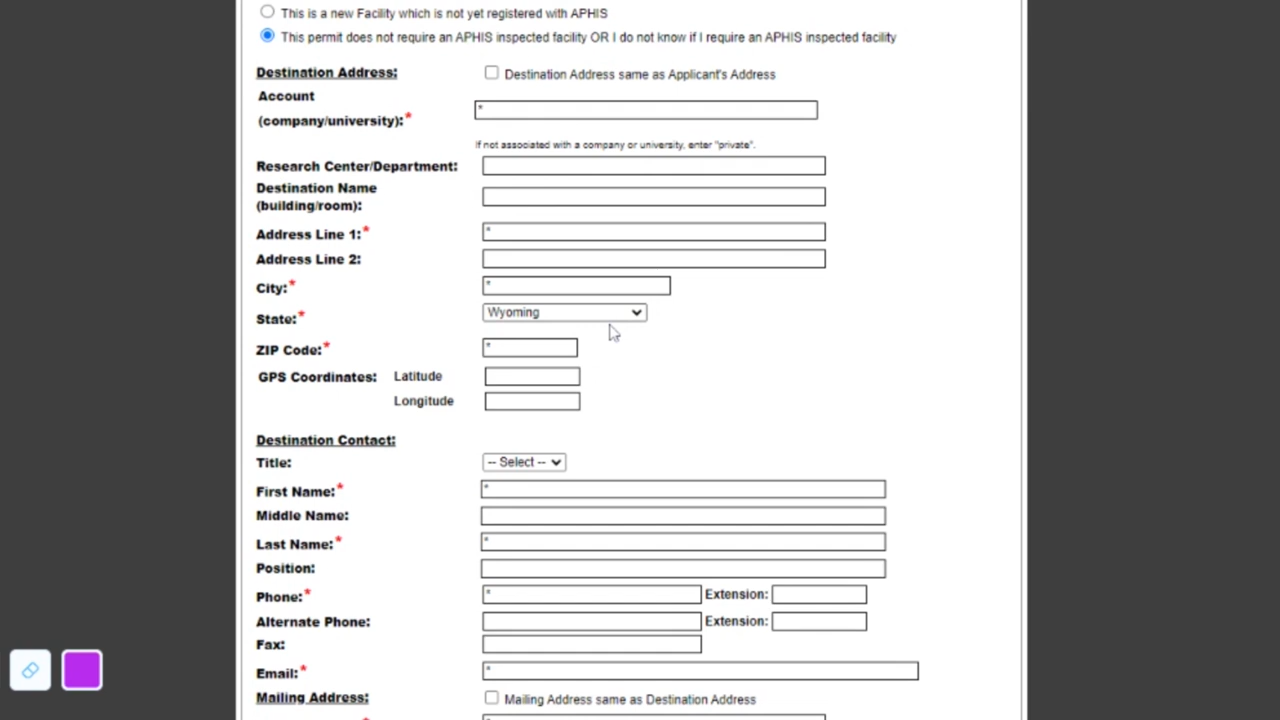 This is a new Facility which is not yet registered with APHIS
This permit does not require an APHIS inspected facility OR I do not know if I require an APHIS inspected facility
Destination Address: Destination Address same as Applicant's Address
Account
(company/university):* *
If not associated with a company or university, enter "private".
Research Center/Department:
Destination Name
(building/room):
Address Line 1:* *
Address Line 2:
City:* *
State:* Wyoming
ZIP Code:* *
GPS Coordinates: Latitude
Longitude
Destination Contact:
Title: -- Select --
First Name:* *
Middle Name:
Last Name:* *
Position:
Phone:* * Extension:
Alternate Phone: Extension:
Fax:
Email:* *
Mailing Address: Mailing Address same as Destination Address